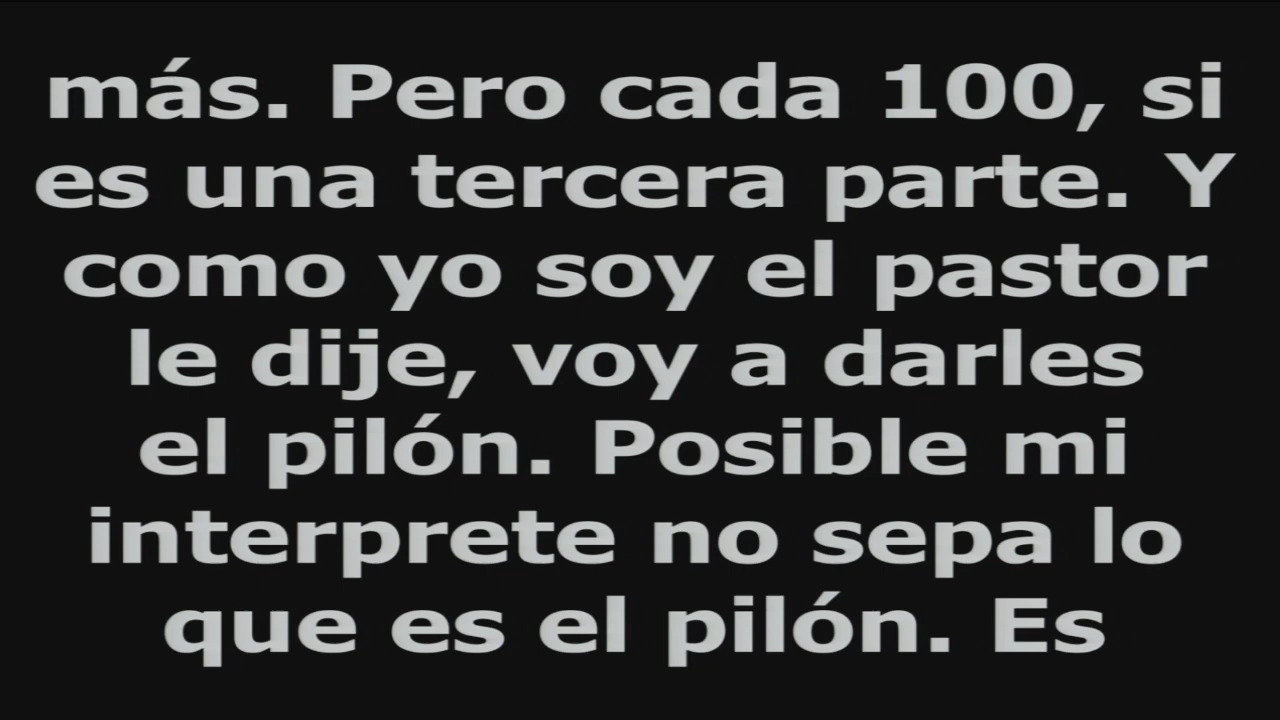 más. Pero cada 100, si
es una tercera parte. Y
como yo soy el pastor
le dije, voy a darles
el pilón. Posible mi
interprete no sepa lo
que es el pilón. Es